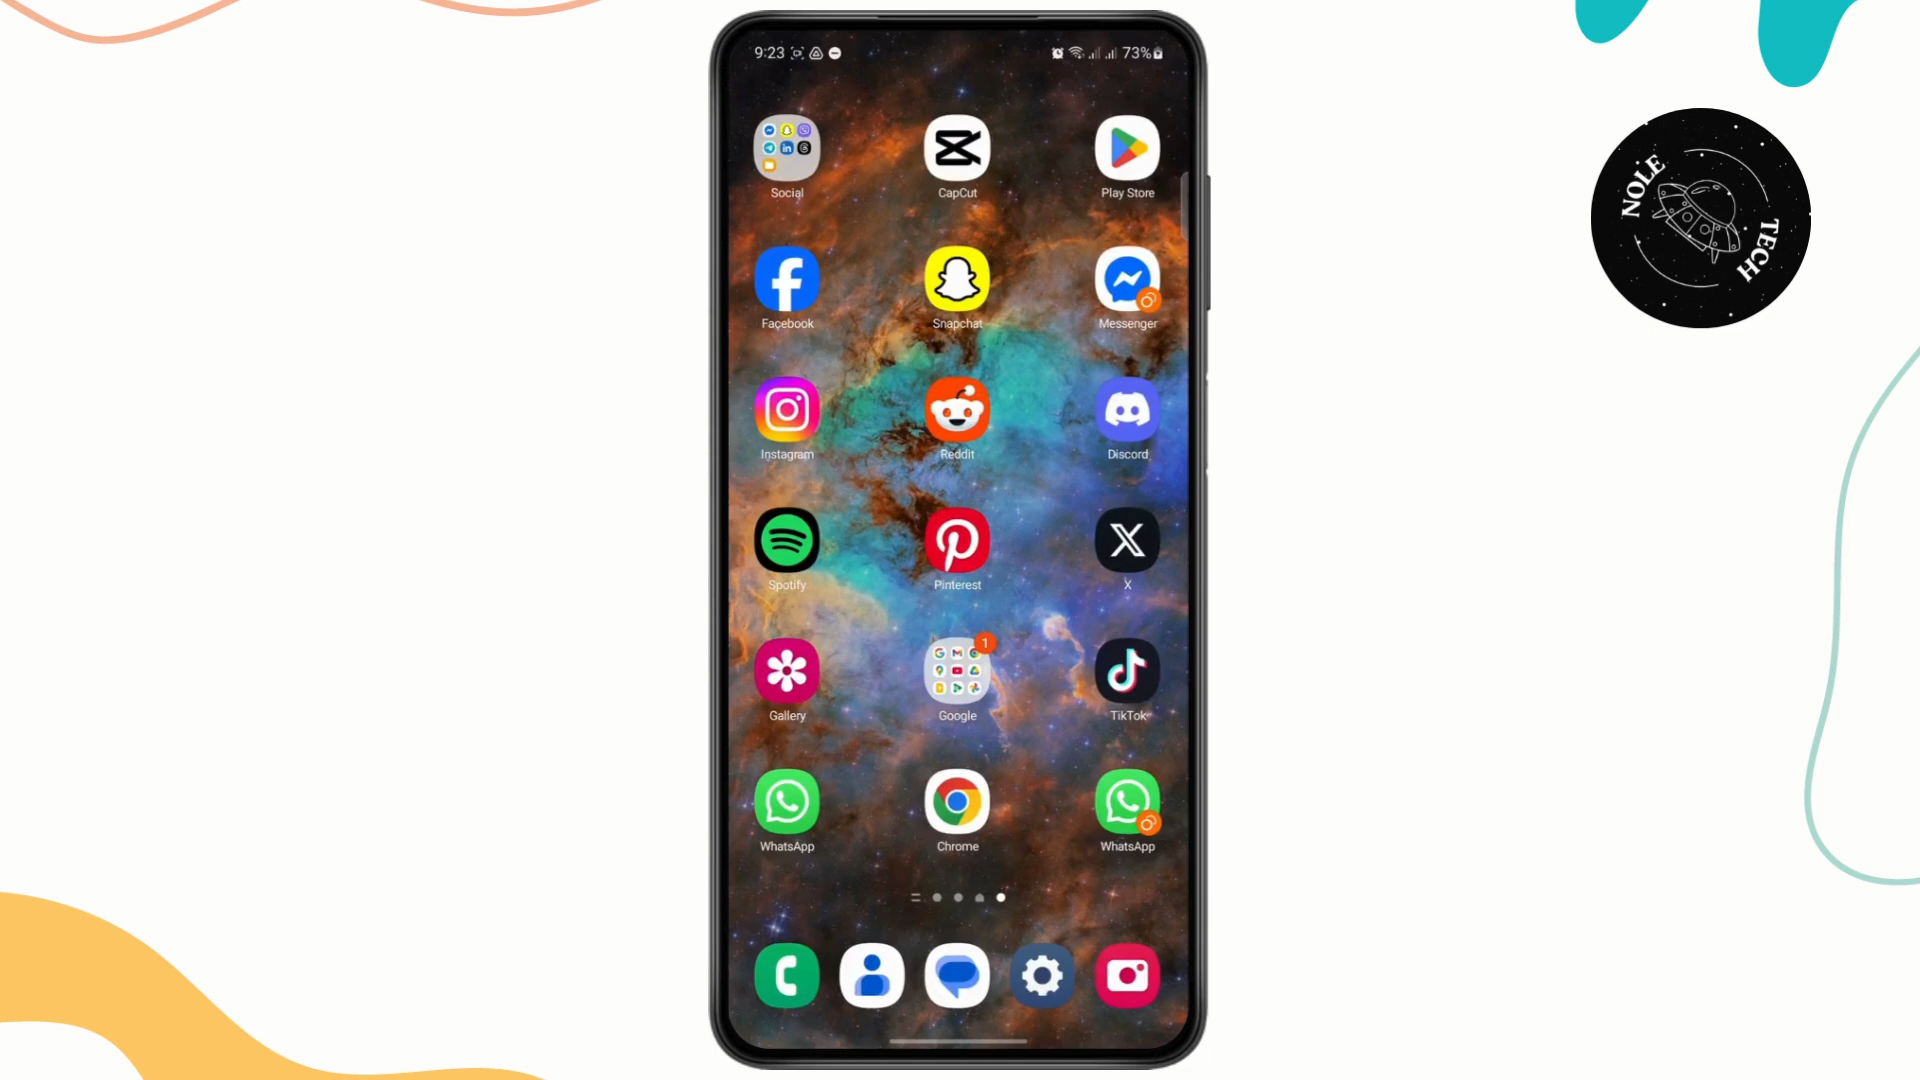 9:23 73%
Social CapCut Play Store
Facebook Snapchat Messenger
Instagram Reddit Discord
Spotify Pinterest X
1
Gallery Google TikTok
WhatsApp Chrome WhatsApp
NOLE
TECH